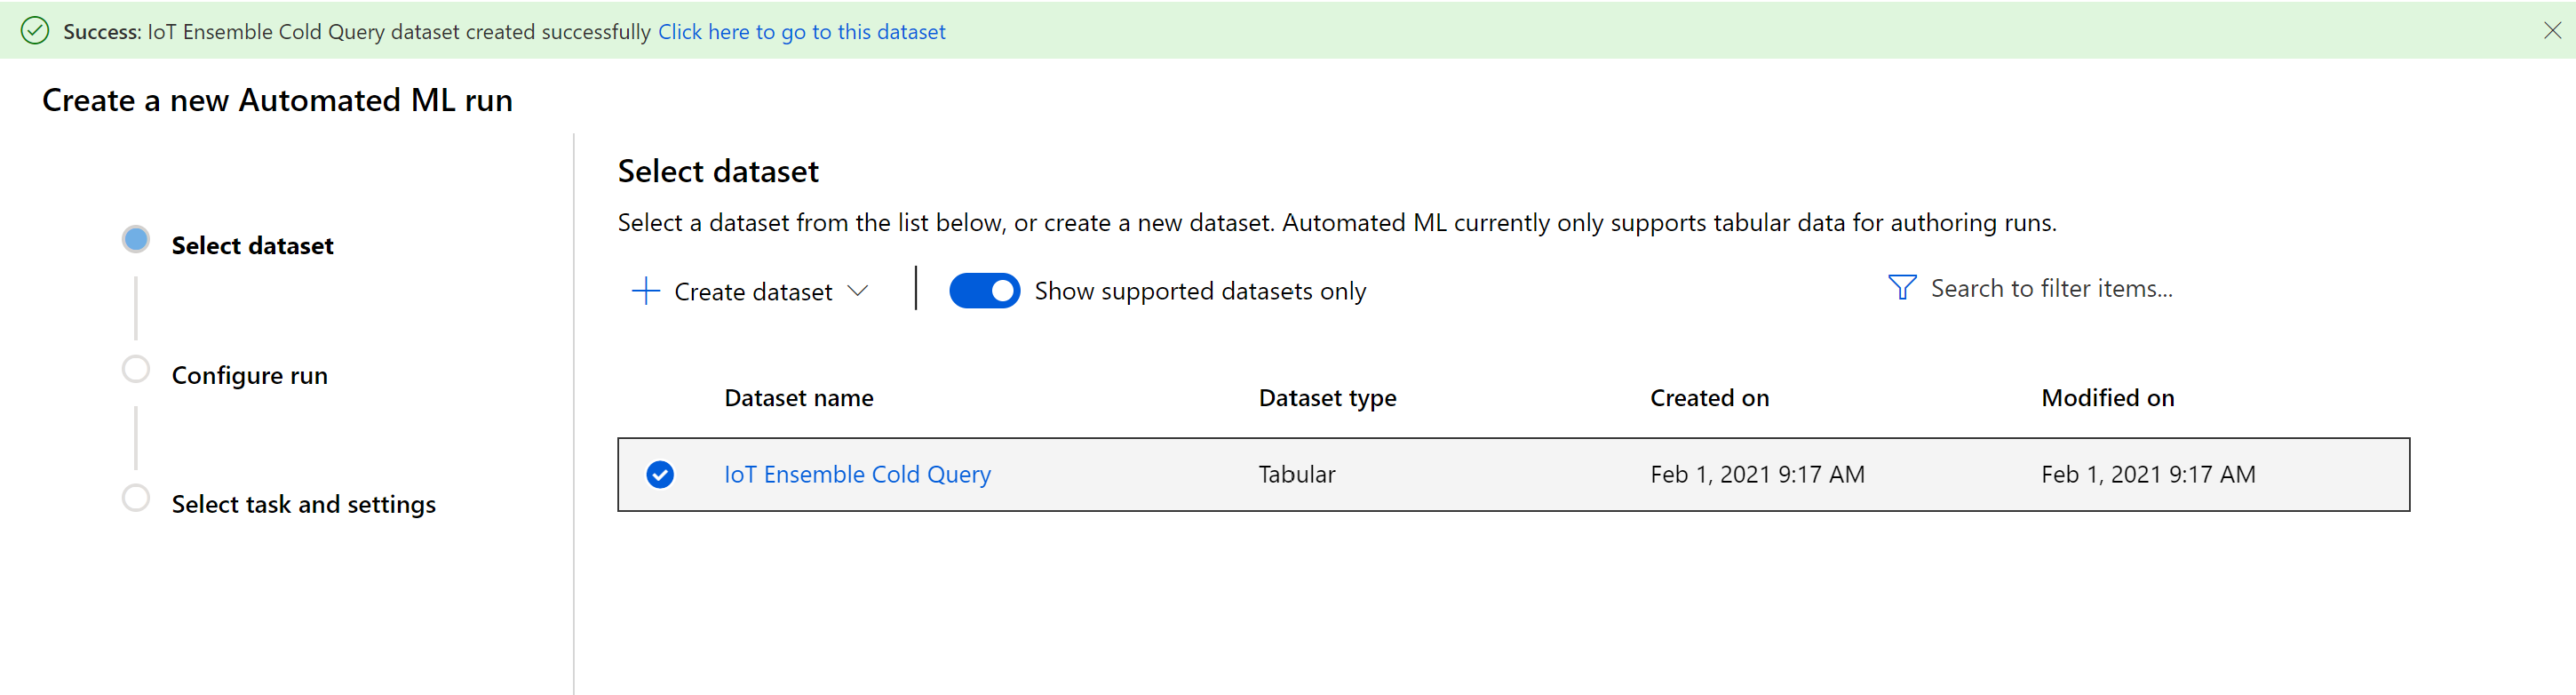 Success: IoT Ensemble Cold Query dataset created successfully Click here to go to this dataset
Create a new Automated ML run
Select dataset
Configure run
Select task and settings
Select dataset
Select a dataset from the list below, or create a new dataset. Automated ML currently only supports tabular data for authoring runs.
Create dataset Show supported datasets only Search to filter items...
Dataset name Dataset type Created on Modified on
IoT Ensemble Cold Query Tabular Feb 1, 2021 9:17 AM Feb 1, 2021 9:17 AM